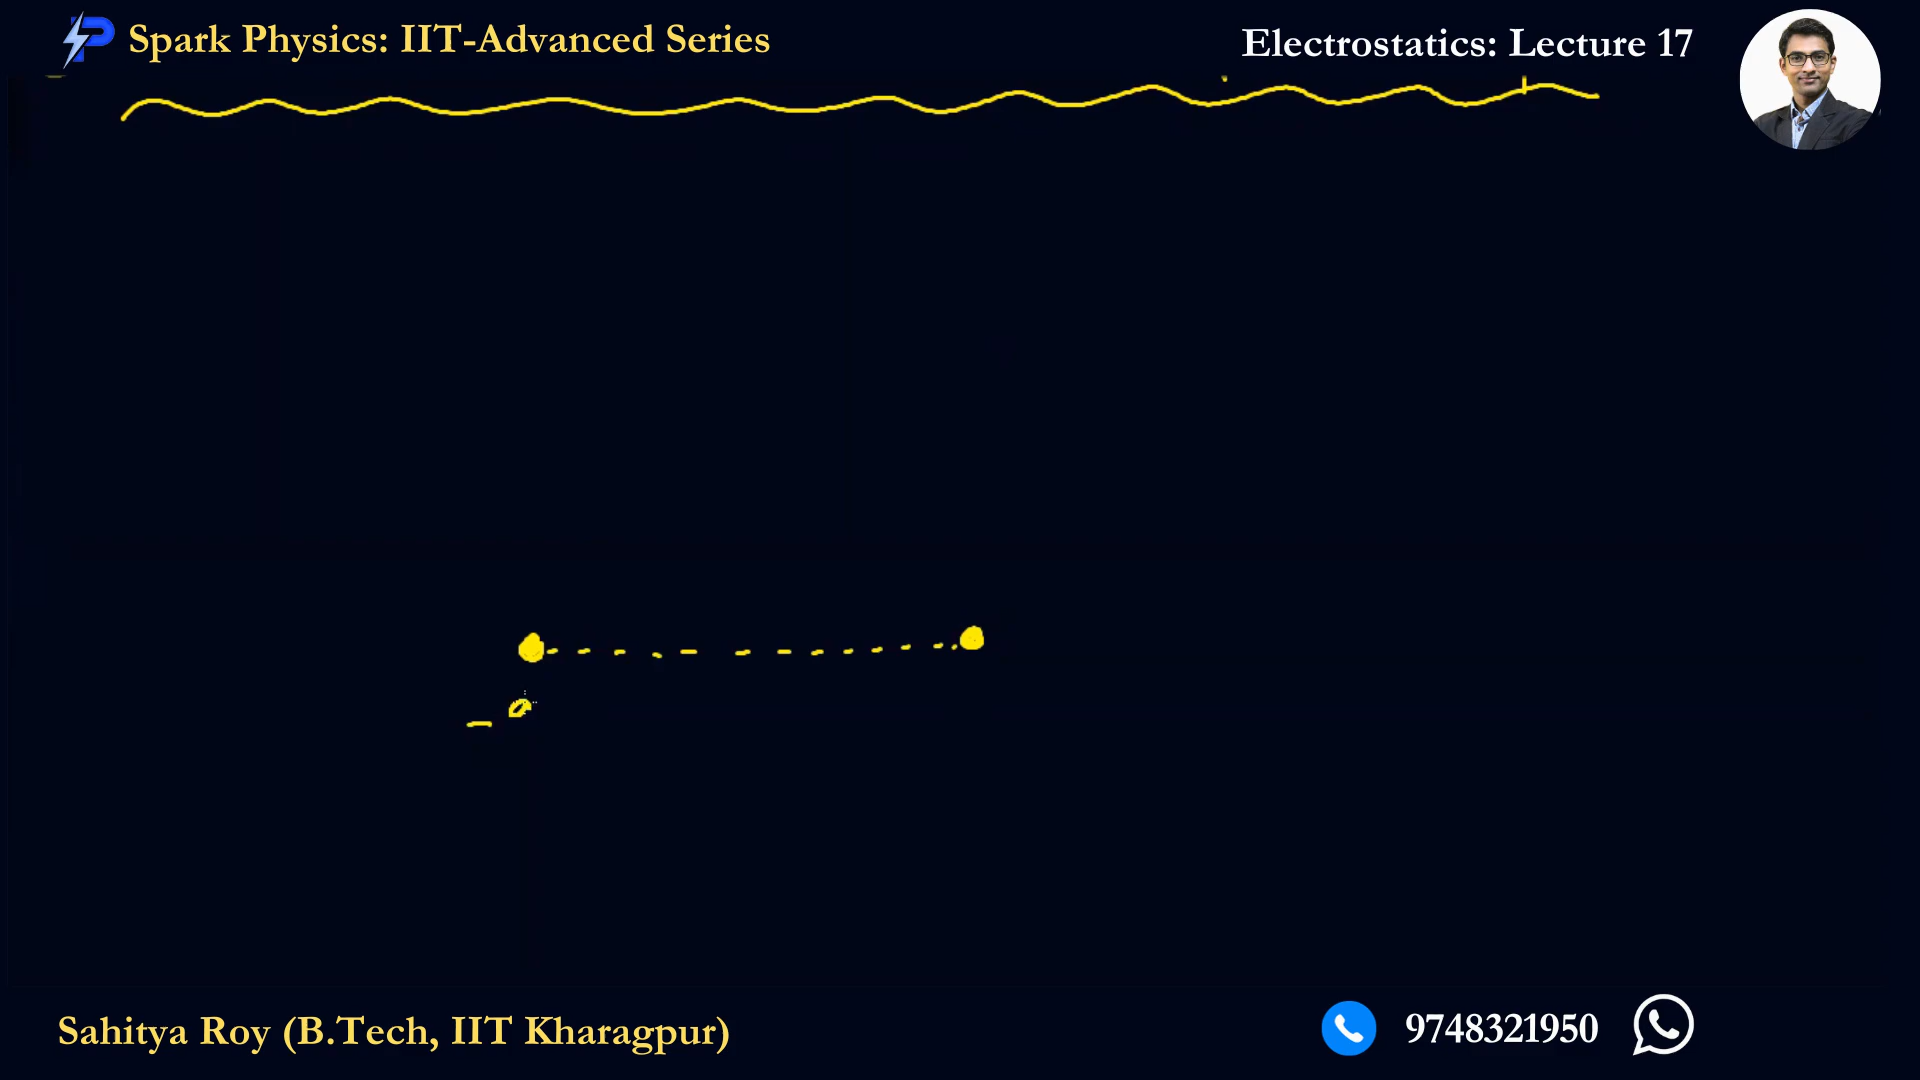 Spark Physics: IIT-Advanced Series
Electrostatics: Lecture 17
Sahitya Roy (B.Tech, IIT Kharagpur)
9748321950